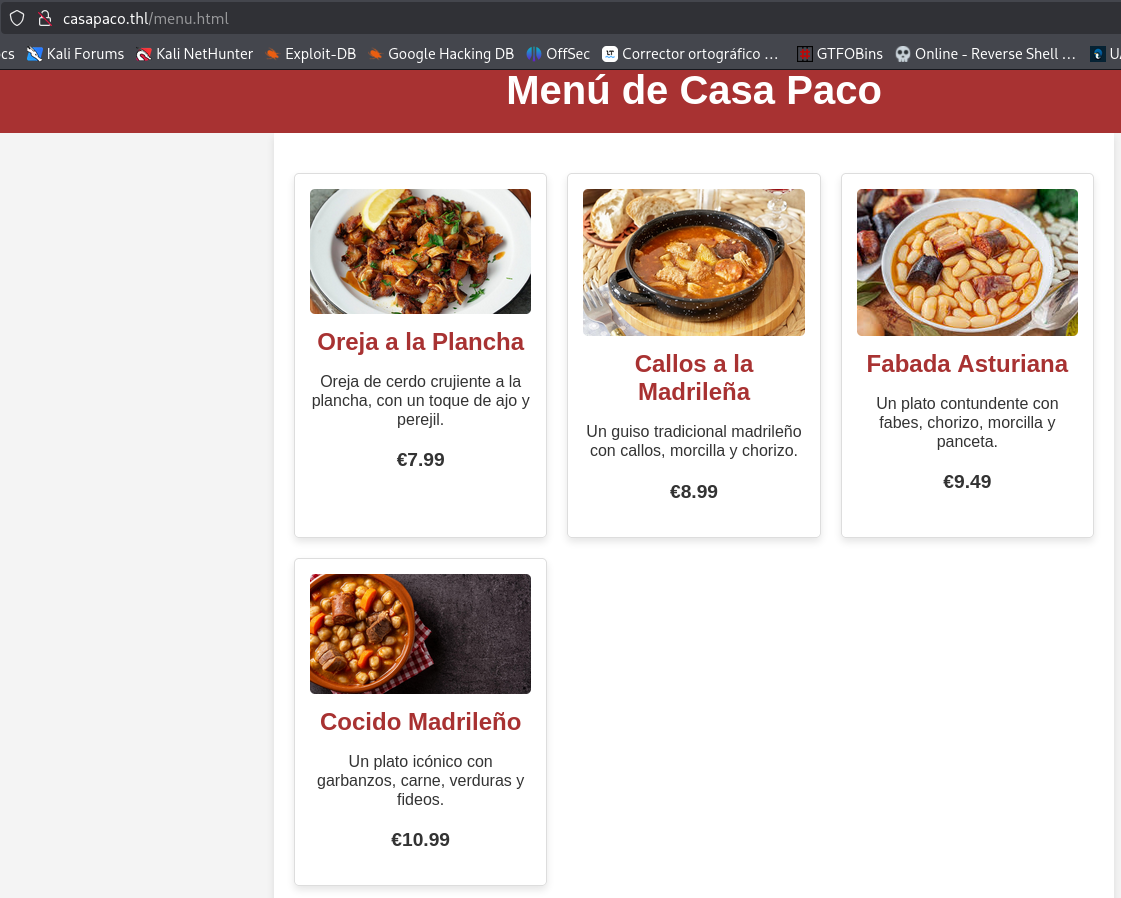 casapaco.thl/menu.html
cs Kali Forums Kali NetHunter Exploit-DB Google Hacking DB OffSec Corrector ortográfico … GTFOBins Online - Reverse Shell …
Menú de Casa Paco
Oreja a la Plancha
Oreja de cerdo crujiente a la
plancha, con un toque de ajo y
perejil.
€7.99
Callos a la
Madrileña
Un guiso tradicional madrileño
con callos, morcilla y chorizo.
€8.99
Fabada Asturiana
Un plato contundente con
fabes, chorizo, morcilla y
panceta.
€9.49
Cocido Madrileño
Un plato icónico con
garbanzos, carne, verduras y
fideos.
€10.99